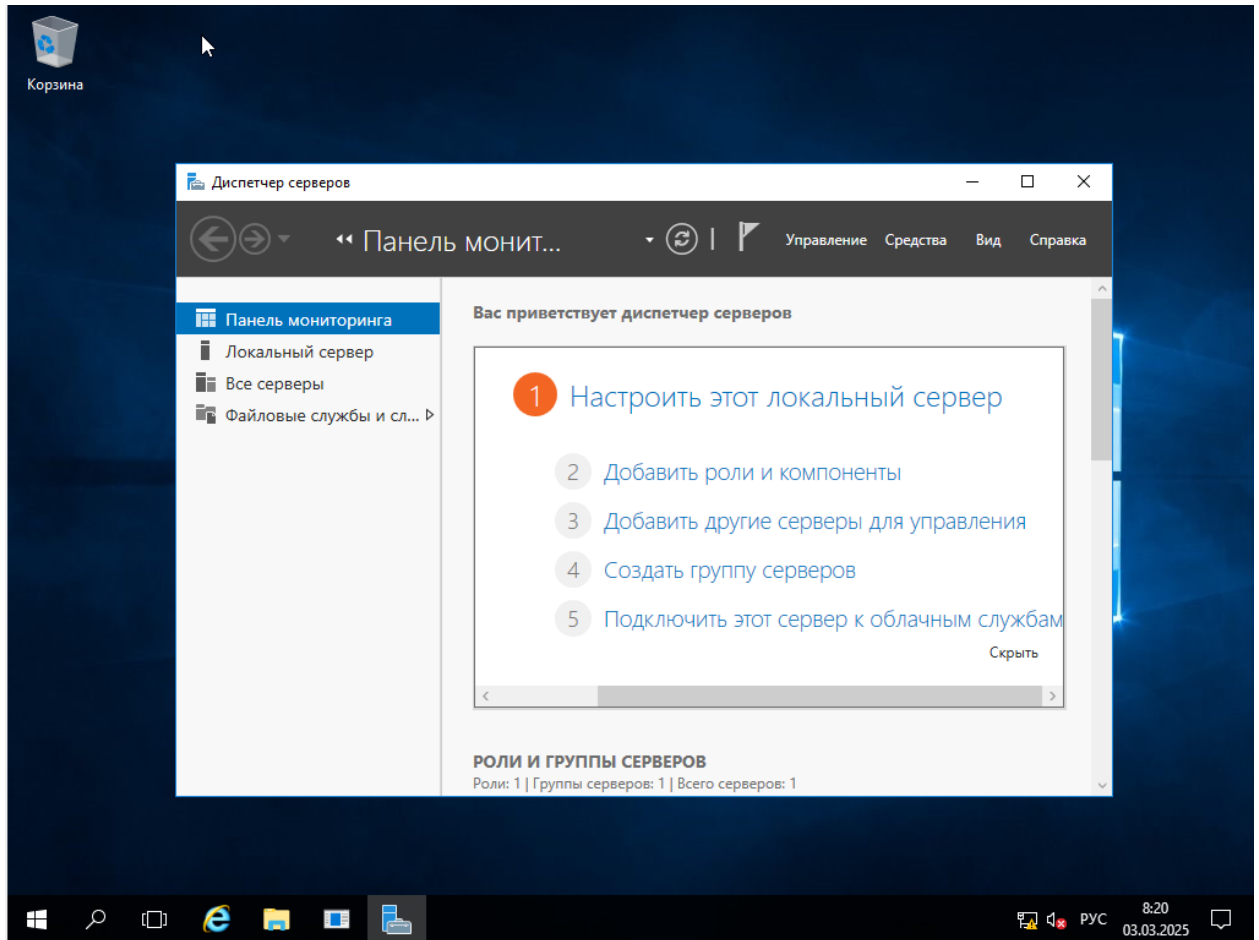 Корзина
Диспетчер серверов
Панель монит...
Управление Средства Вид Справка
Панель мониторинга
Локальный сервер
Все серверы
Файловые службы и сл...
Вас приветствует диспетчер серверов
1 Настроить этот локальный сервер
2 Добавить роли и компоненты
3 Добавить другие серверы для управления
4 Создать группу серверов
5 Подключить этот сервер к облачным службам
Скрыть
РОЛИ И ГРУППЫ СЕРВЕРОВ
Роли: 1 | Группы серверов: 1 | Всего серверов: 1
РУС
8:20
03.03.2025